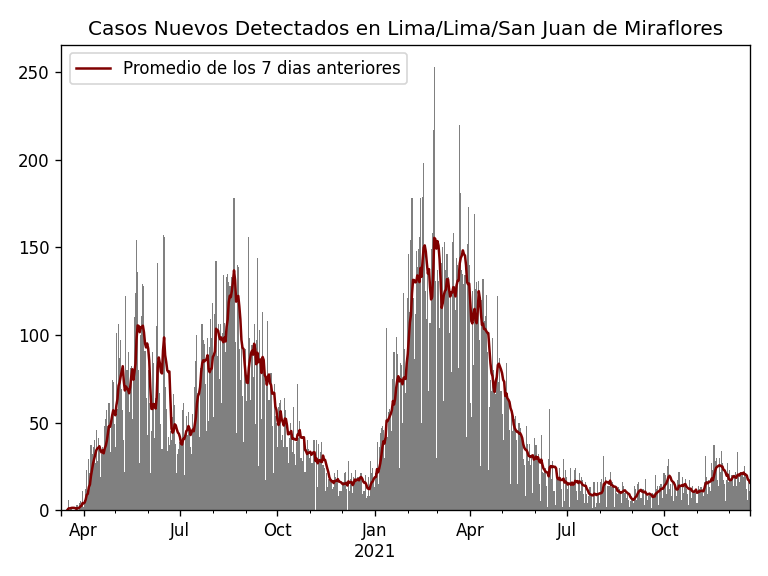 Casos Nuevos Detectados en Lima/Lima/San Juan de Miraflores
Promedio de los 7 dias anteriores
250
200
150
100
50
0
Apr Jul Oct Jan Apr Jul Oct
2021